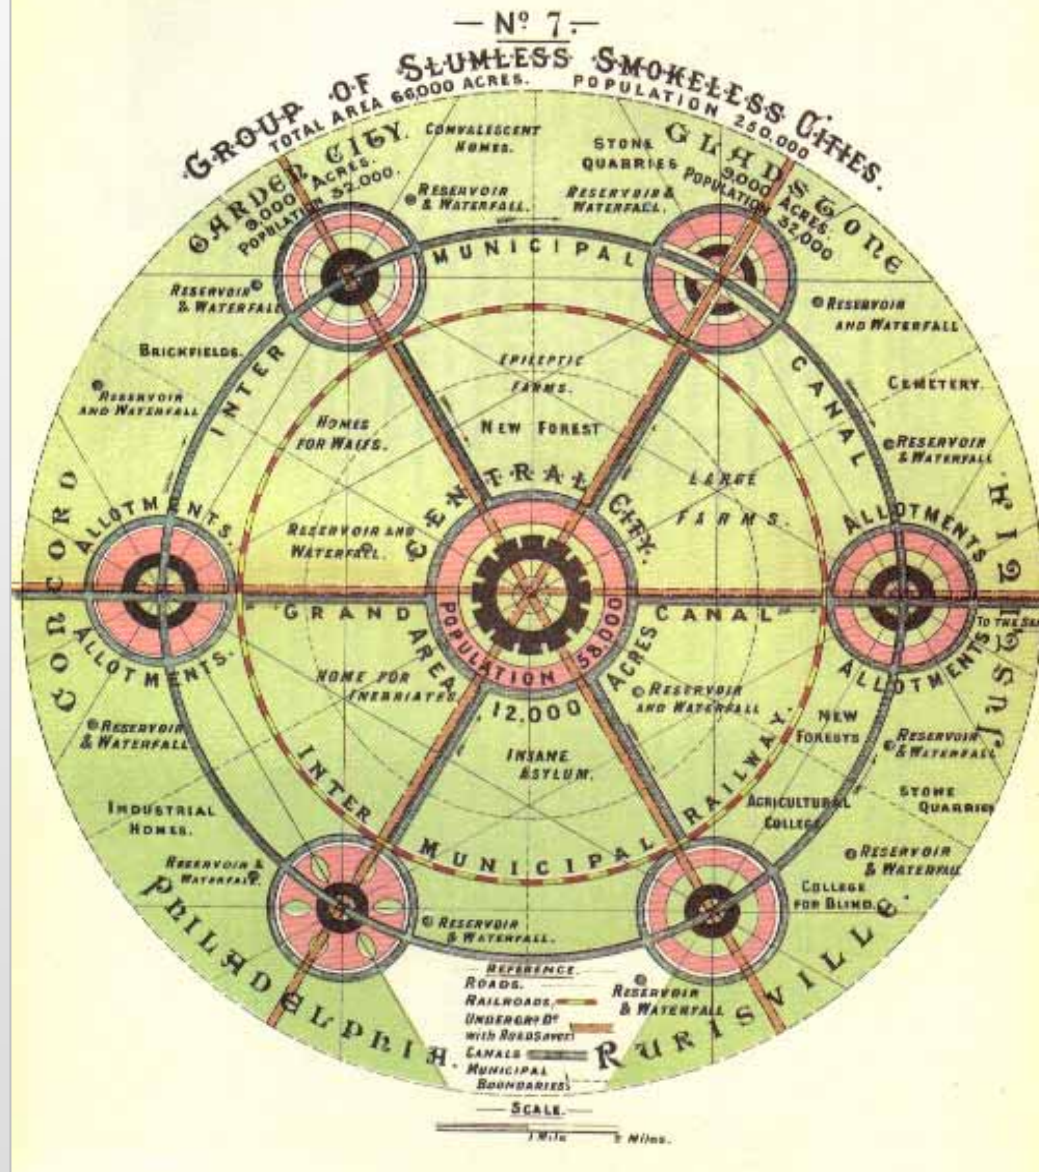 — Nº 7. —
GROUP OF SLUMLESS SMOKELESS CITIES.
TOTAL AREA 66,000 ACRES. POPULATION 250,000
GARDEN CITY.
9,000 ACRES.
POPULATION 32,000.
CONVALESCENT
HOMES.
STONE
QUARRIES
GLADSTONE
9,000 ACRES.
POPULATION 32,000
RESERVOIR
& WATERFALL.
RESERVOIR &
WATERFALL.
INTER MUNICIPAL CANAL
RESERVOIR
& WATERFALL
RESERVOIR
AND WATERFALL
BRICKFIELDS.
RESERVOIR
AND WATERFALL
EPILEPTIC
FARMS.
CEMETERY.
HOMES
FOR WAIFS.
NEW FOREST
RESERVOIR
& WATERFALL
LARGE
FARMS.
CENTRAL CITY.
RESERVOIR AND
WATERFALL.
CONCORD
ALLOTMENTS.
ALLOTMENTS
GRAND CANAL
POPULATION 58,000
TO THE SEA
ALLOTMENTS.
ALLOTMENTS
AREA 12,000 ACRES
HOME FOR
INEBRIATES.
RESERVOIR
AND WATERFALL
RESERVOIR
& WATERFALL
NEW
FORESTS
RESERVOIR
& WATERFALL
INSANE
ASYLUM.
INTER MUNICIPAL RAILWAY.
INDUSTRIAL
HOMES.
AGRICULTURAL
COLLEGE
STONE
QUARRIES
RESERVOIR &
WATERFALL.
RESERVOIR
& WATERFALL
COLLEGE
FOR BLIND.
RESERVOIR
& WATERFALL.
PHILADELPHIA.
RURISVILLE.
RESERVOIR
& WATERFALL
REFERENCE.
ROADS.
RAILROADS,
UNDERGRD Dº
with ROADS over
CANALS
MUNICIPAL
BOUNDARIES
— SCALE. —
1 Mile 2 Miles.